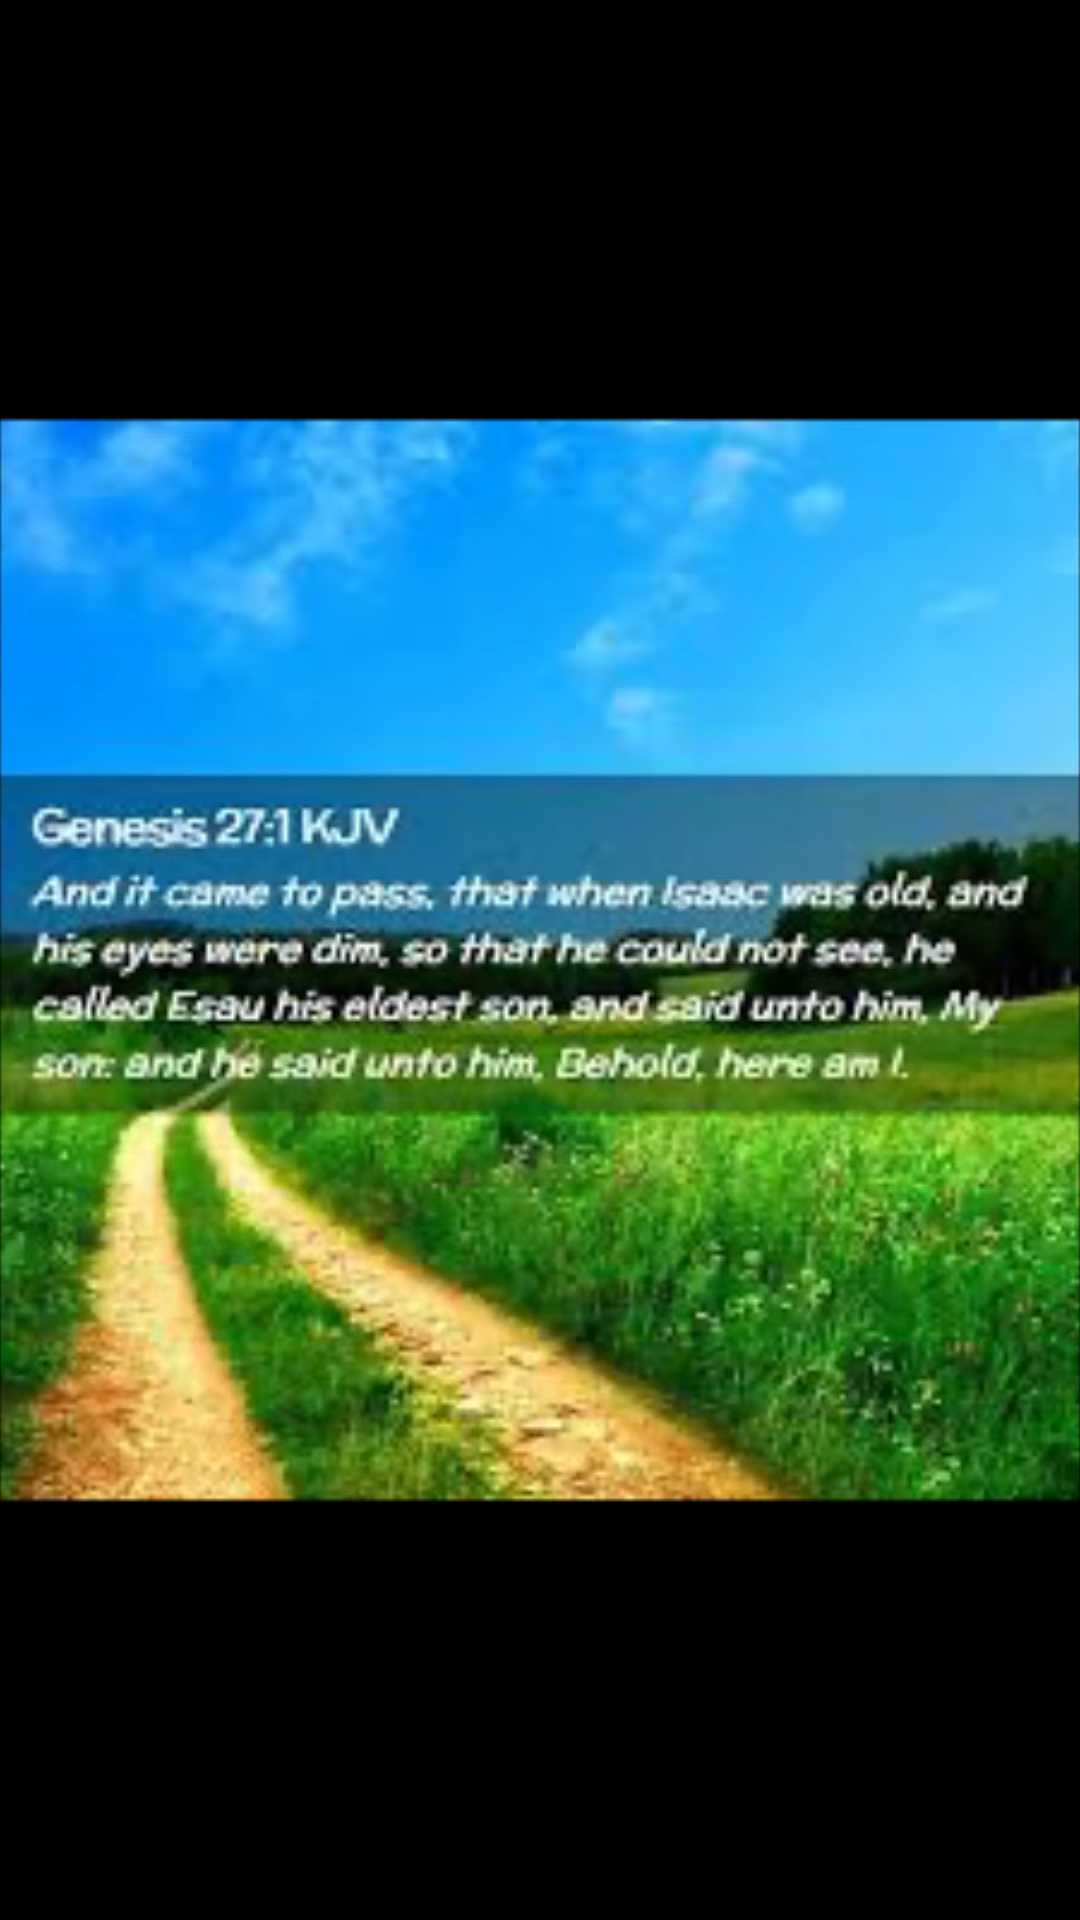 Genesis 27:1 KJV
And it came to pass, that when Isaac was old, and
his eyes were dim, so that he could not see, he
called Esau his eldest son, and said unto him, My
son: and he said unto him, Behold, here am I.